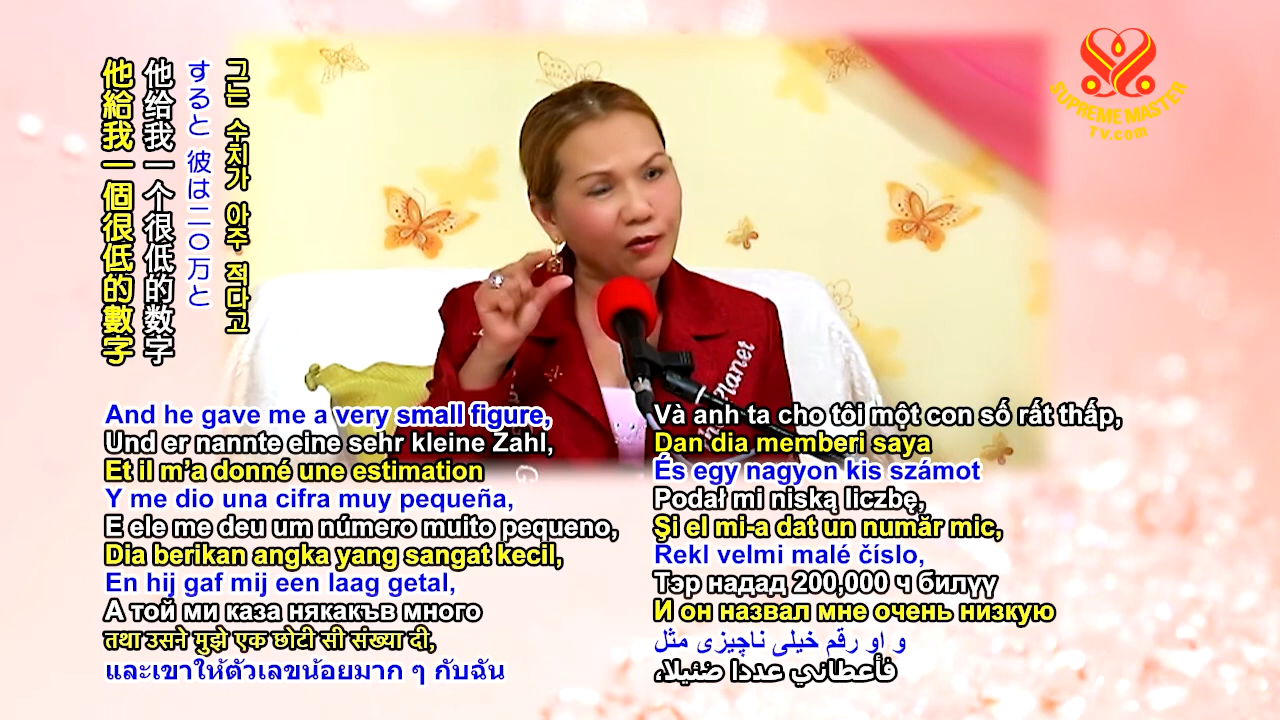 他給我一個很低的數字
他给我一个很低的数字
すると 彼は二〇万と
그는 수치가 아주 적다고
SUPREME MASTER
TV.com
Planet
And he gave me a very small figure,
Und er nannte eine sehr kleine Zahl,
Et il m’a donné une estimation
Y me dio una cifra muy pequeña,
E ele me deu um número muito pequeno,
Dia berikan angka yang sangat kecil,
En hij gaf mij een laag getal,
А той ми каза някакъв много
तथा उसने मुझे एक छोटी सी संख्या दी,
และเขาให้ตัวเลขน้อยมาก ๆ กับฉัน
Và anh ta cho tôi một con số rất thấp,
Dan dia memberi saya
És egy nagyon kis számot
Podał mi niską liczbę,
Şi el mi-a dat un număr mic,
Rekl velmi malé číslo,
Тэр надад 200,000 ч билүү
И он назвал мне очень низкую
و او رقم خیلی ناچیزی مثل
فأعطاني عددا ضئيلا،